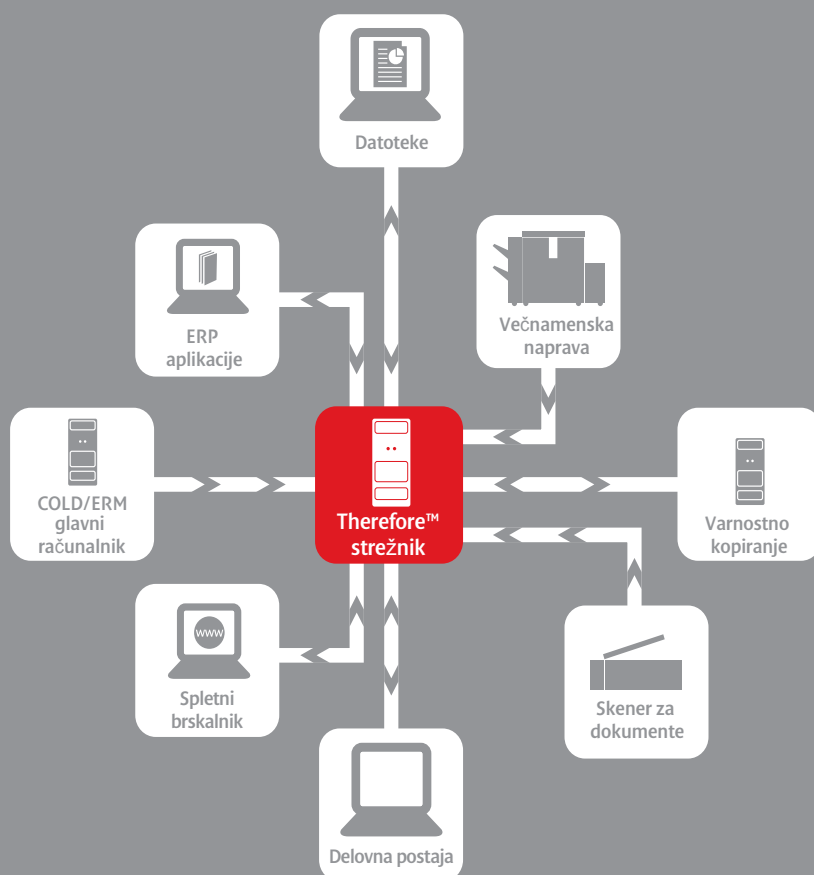 Datoteke
ERP
aplikacije
Večnamenska
naprava
COLD/ERM
glavni
računalnik
Therefore™
strežnik
Varnostno
kopiranje
www
Spletni
brskalnik
Skener za
dokumente
Delovna postaja